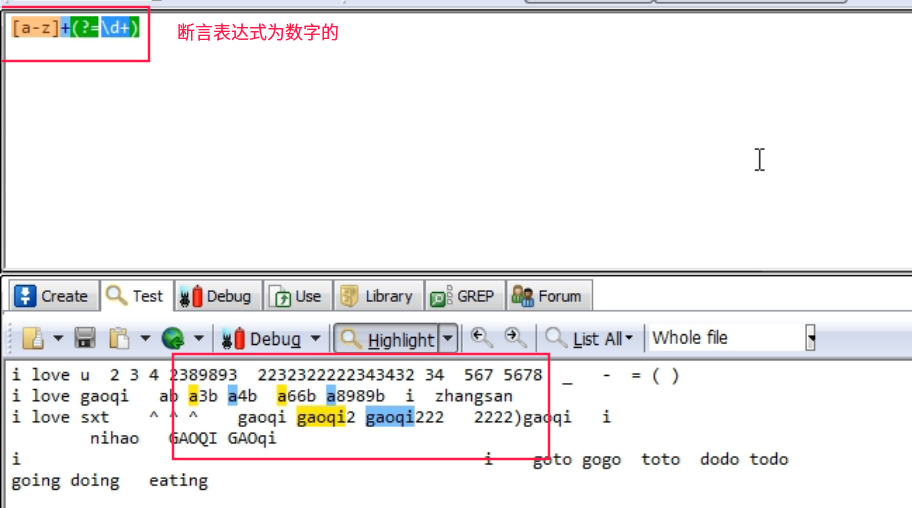 [a-z]+(?=\d+)
断言表达式为数字的
Create Test Debug Use Library GREP Forum
Debug Highlight List All Whole file
i love u  2 3 4 2389893  2232322222343432 34  567 5678  _   -  = ( )
i love gaoqi   ab a3b a4b  a66b a8989b  i  zhangsan
i love sxt   ^ ^ ^    gaoqi gaoqi2 gaoqi222   2222)gaoqi   i
nihao   GAOQI GAOqi
i     i    goto gogo  toto  dodo todo
going doing   eating